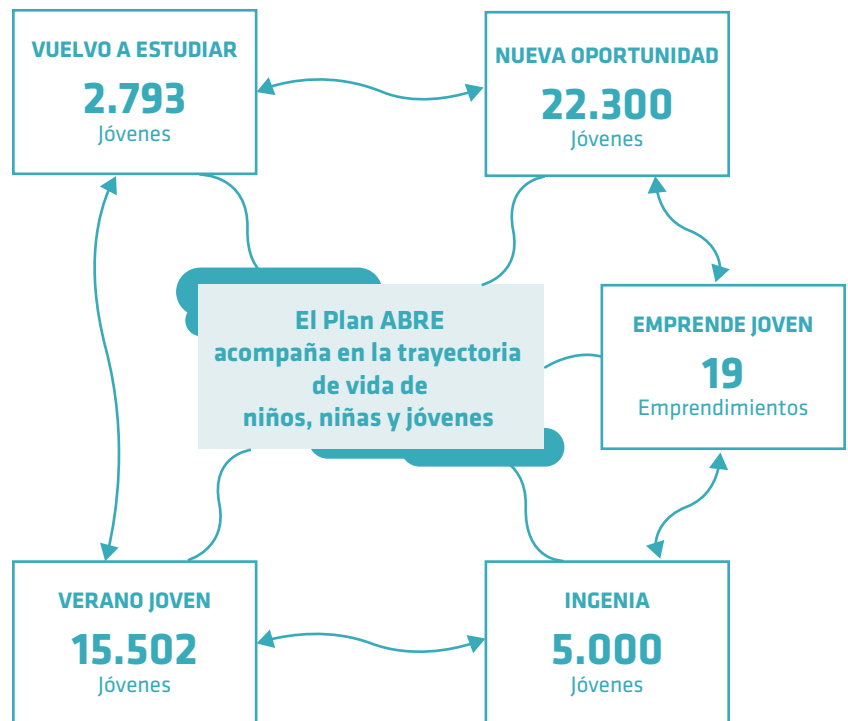 VUELVO A ESTUDIAR
2.793
Jóvenes
NUEVA OPORTUNIDAD
22.300
Jóvenes
El Plan ABRE
acompaña en la trayectoria
de vida de
niños, niñas y jóvenes
EMPRENDE JOVEN
19
Emprendimientos
VERANO JOVEN
15.502
Jóvenes
INGENIA
5.000
Jóvenes